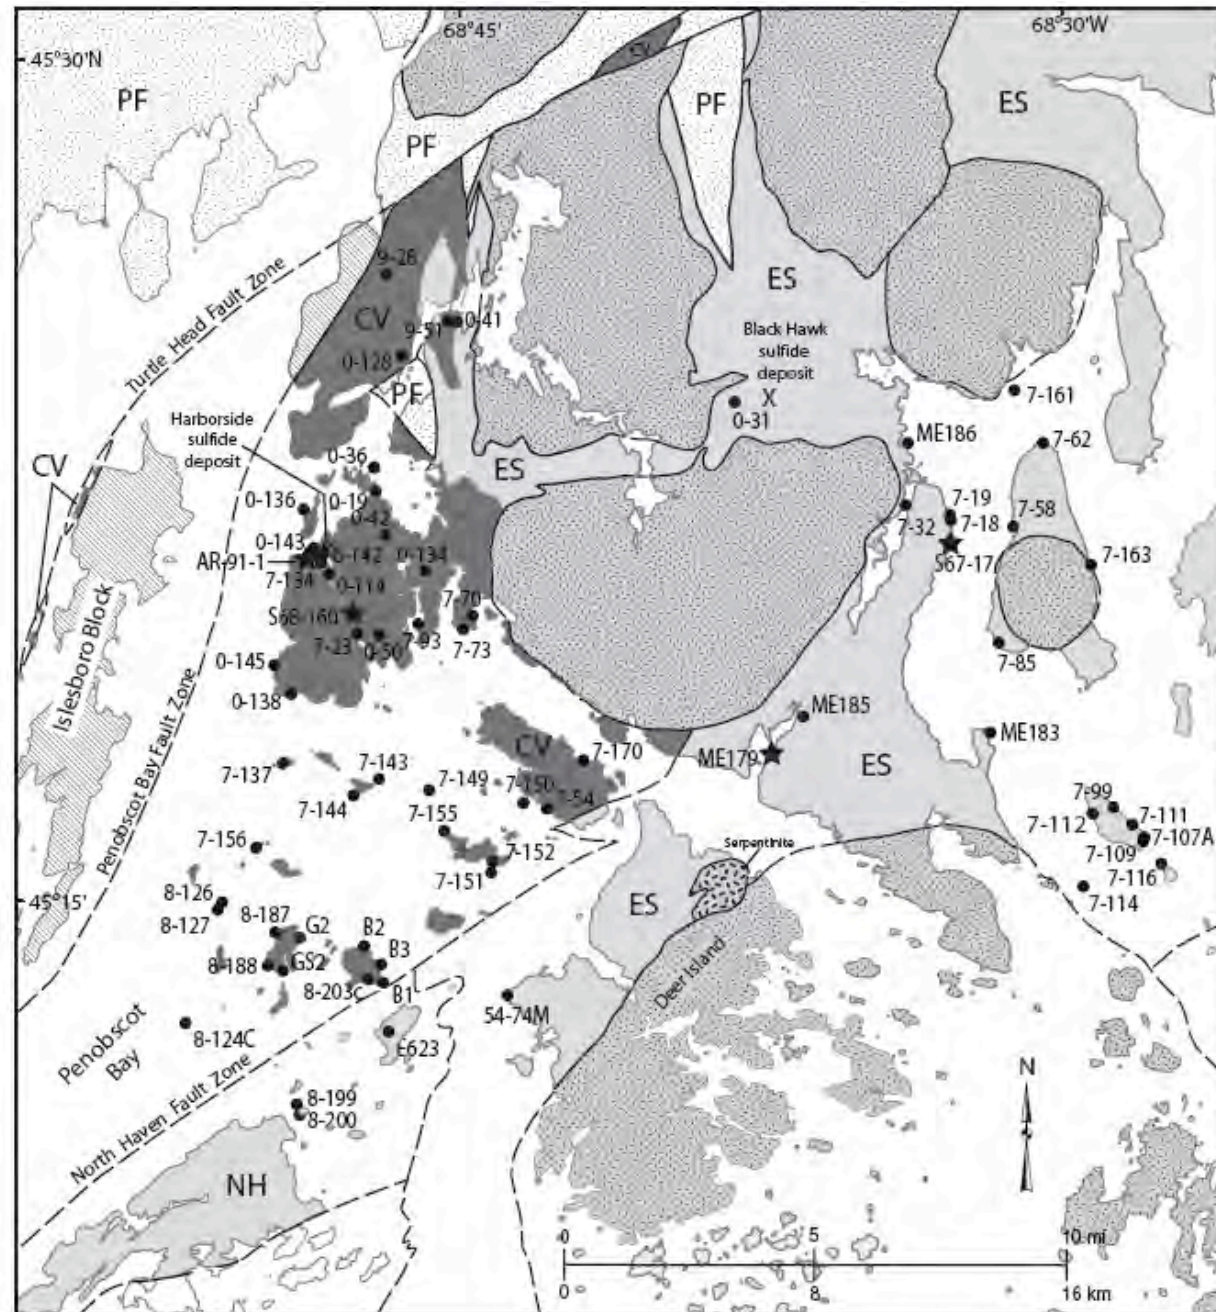 68°45'
68°30'W
45°30'N
PF
CV
PF
ES
PF
9-28
ES
Turtle Head Fault Zone
CV
9-51
0-41
0-128
Black Hawk
sulfide
deposit
X
0-31
PF
7-161
Harborside
sulfide
deposit
ME186
7-62
CV
0-36
ES
0-136
0-19
0-42
7-19
7-18
7-32
7-58
0-143
0-134
AR-91-1
7-134
0-114
S67-17
7-163
S68-160
7-70
7-23
0-50
7-93
7-73
0-145
7-85
0-138
Islesboro Block
Penobscot Bay Fault Zone
ME185
CV
7-170
ME179
ME183
ES
7-137
7-143
7-149
7-150
7-54
7-144
7-99
7-111
7-112
7-107A
7-155
7-109
7-156
7-152
Serpentinite
7-116
7-151
7-114
45°15'
8-126
8-127
ES
8-187
G2
B2
B3
8-188
GS2
8-203C
B1
Deer Island
54-74M
Penobscot
Bay
8-124C
E623
N
8-199
8-200
North Haven Fault Zone
NH
0
5
10 mi
0
8
16 km